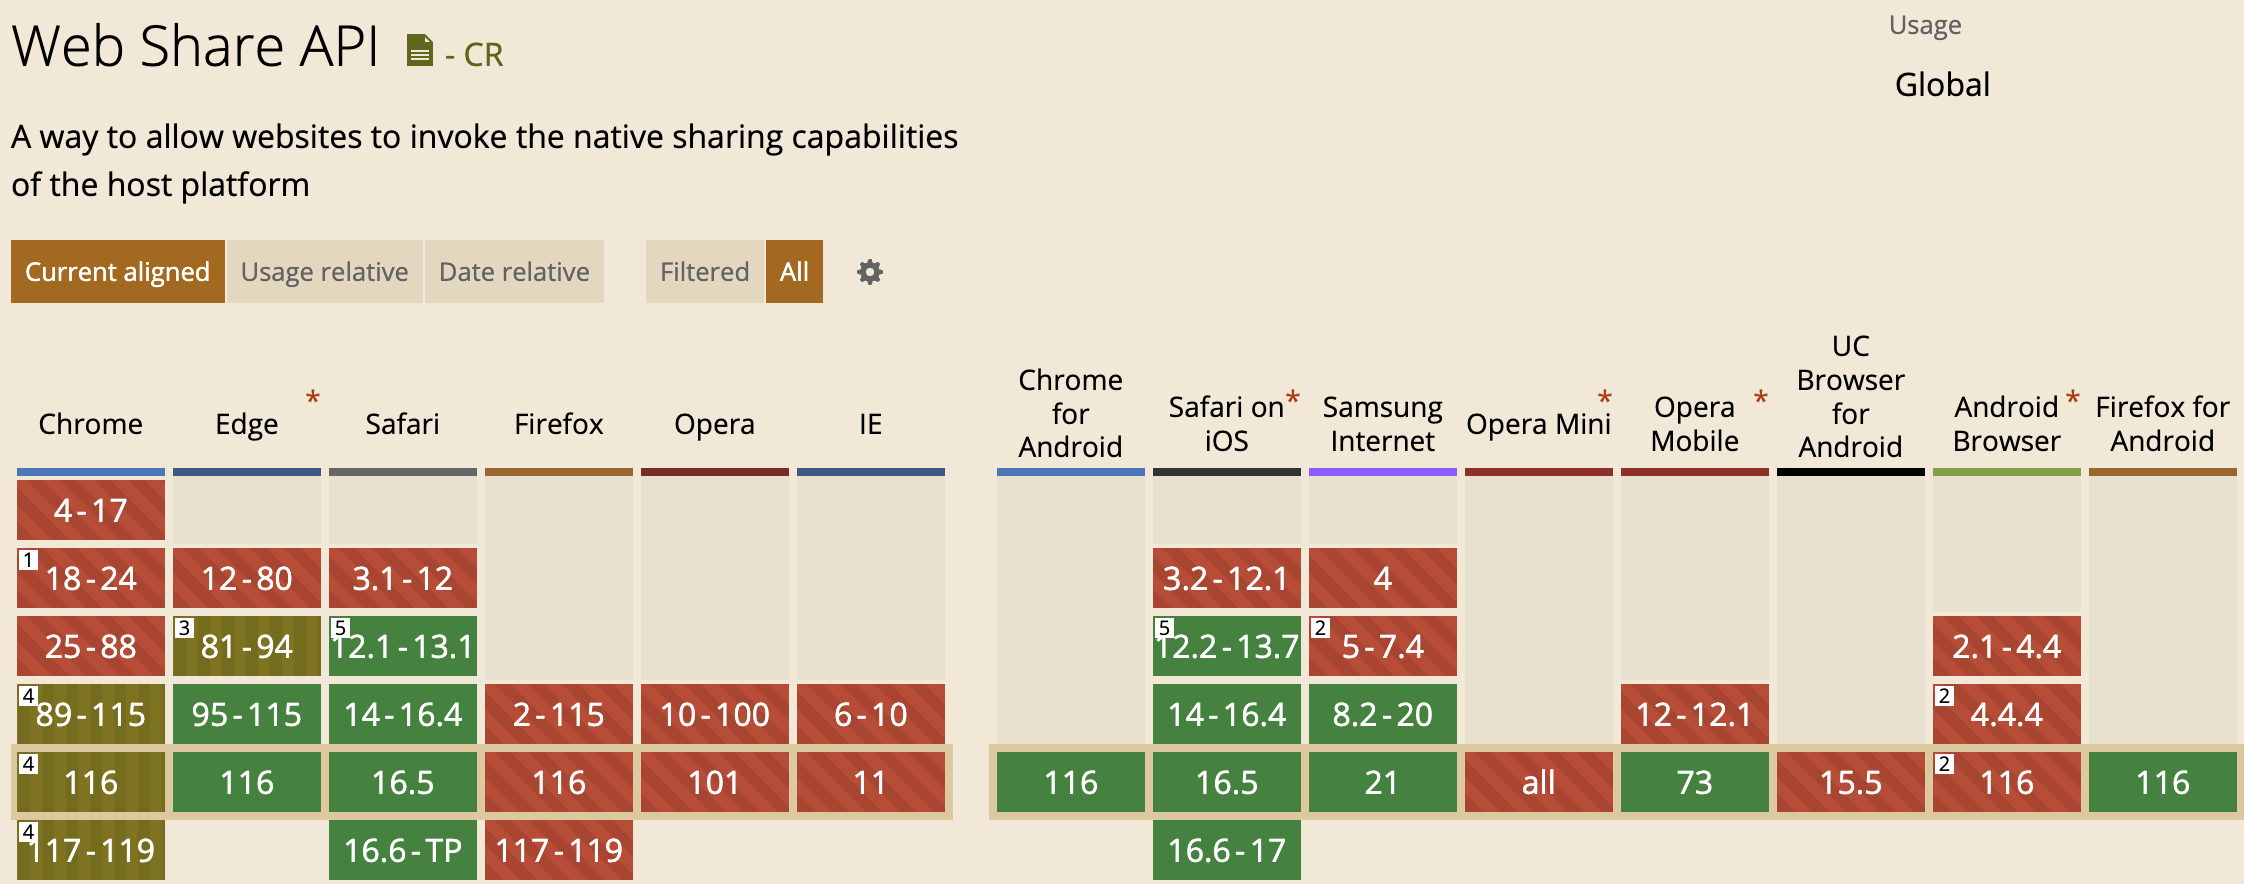 Web Share API - CR
Usage
Global
A way to allow websites to invoke the native sharing capabilities
of the host platform
Current aligned Usage relative Date relative Filtered All
Chrome Edge * Safari Firefox Opera IE Chrome for Android Safari on iOS * Samsung Internet Opera Mini * Opera Mobile * UC Browser for Android Android Browser * Firefox for Android
4-17
1 18-24 12-80 3.1-12 3.2-12.1 4
25-88 3 81-94 5 12.1-13.1 5 12.2-13.7 2 5-7.4 2.1-4.4
4 89-115 95-115 14-16.4 2-115 10-100 6-10 14-16.4 8.2-20 12-12.1 2 4.4.4
4 116 116 16.5 116 101 11 116 16.5 21 all 73 15.5 2 116 116
4 117-119 16.6-TP 117-119 16.6-17